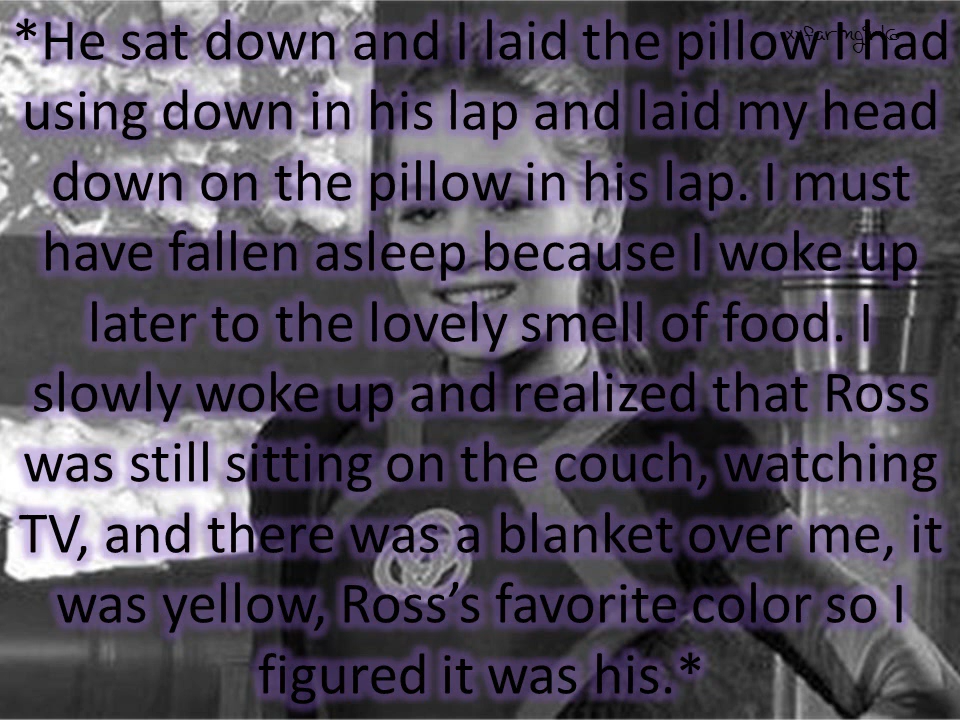 *He sat down and I laid the pillow I had
using down in his lap and laid my head
down on the pillow in his lap. I must
have fallen asleep because I woke up
later to the lovely smell of food. I
slowly woke up and realized that Ross
was still sitting on the couch, watching
TV, and there was a blanket over me, it
was yellow, Ross’s favorite color so I
figured it was his.*